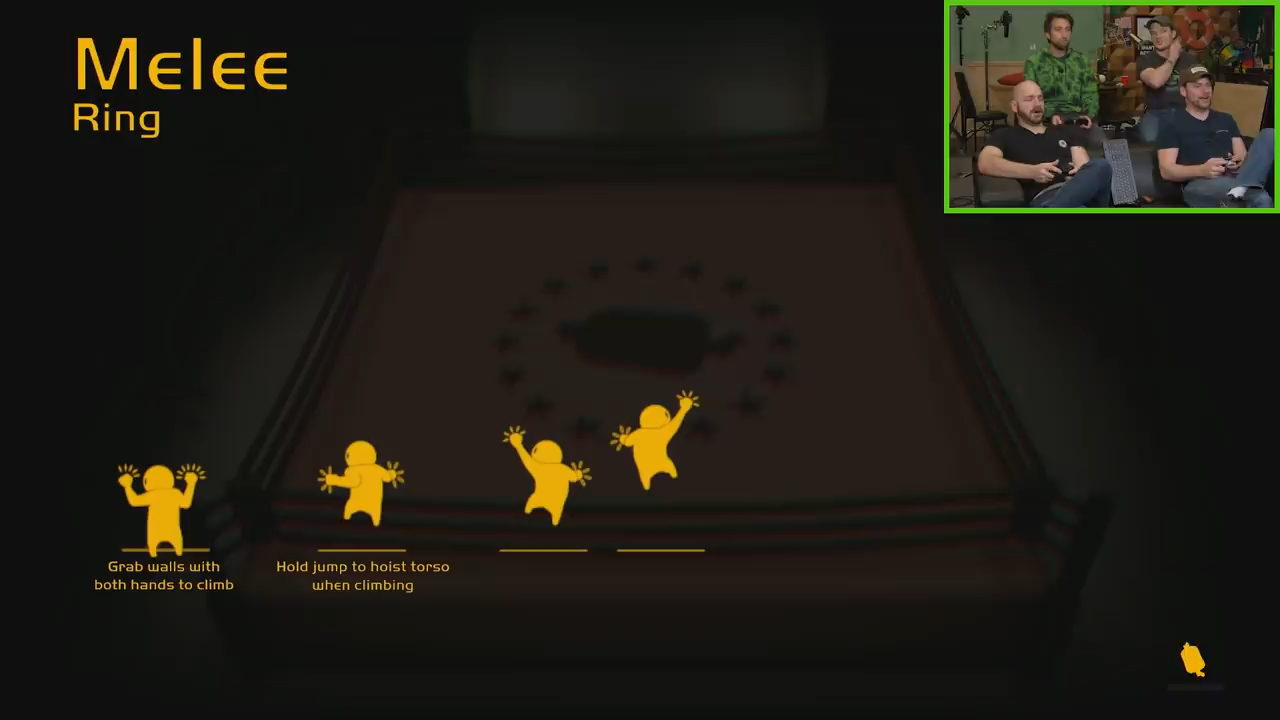 Melee
Ring
Grab walls with
both hands to climb
Hold jump to hoist torso
when climbing